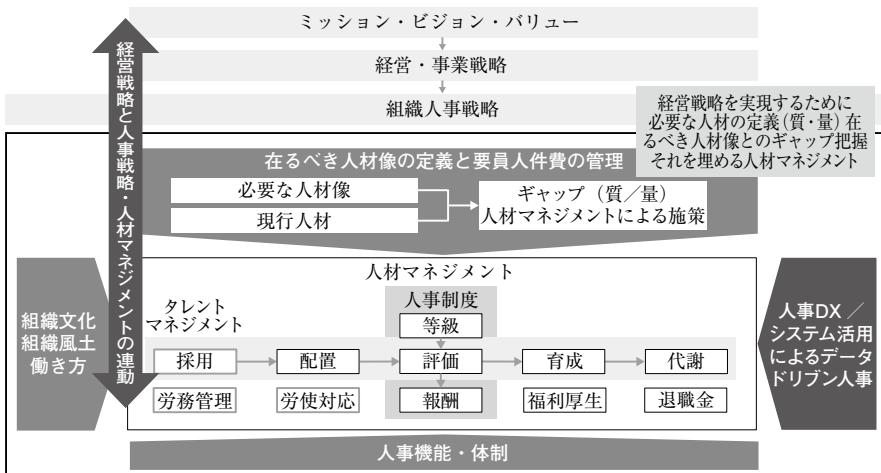 ミッション・ビジョン・バリュー
経営・事業戦略
組織人事戦略
経営戦略を実現するために
必要な人材の定義(質・量)在
るべき人材像とのギャップ把握
それを埋める人材マネジメント
経営戦略と人事戦略・人材マネジメントの連動
在るべき人材像の定義と要員人件費の管理
必要な人材像
現行人材
ギャップ(質/量)
人材マネジメントによる施策
組織文化
組織風土
働き方
人材マネジメント
タレント
マネジメント
人事制度
等級
採用
配置
評価
育成
代謝
労務管理
労使対応
報酬
福利厚生
退職金
人事DX/
システム活用
によるデータ
ドリブン人事
人事機能・体制